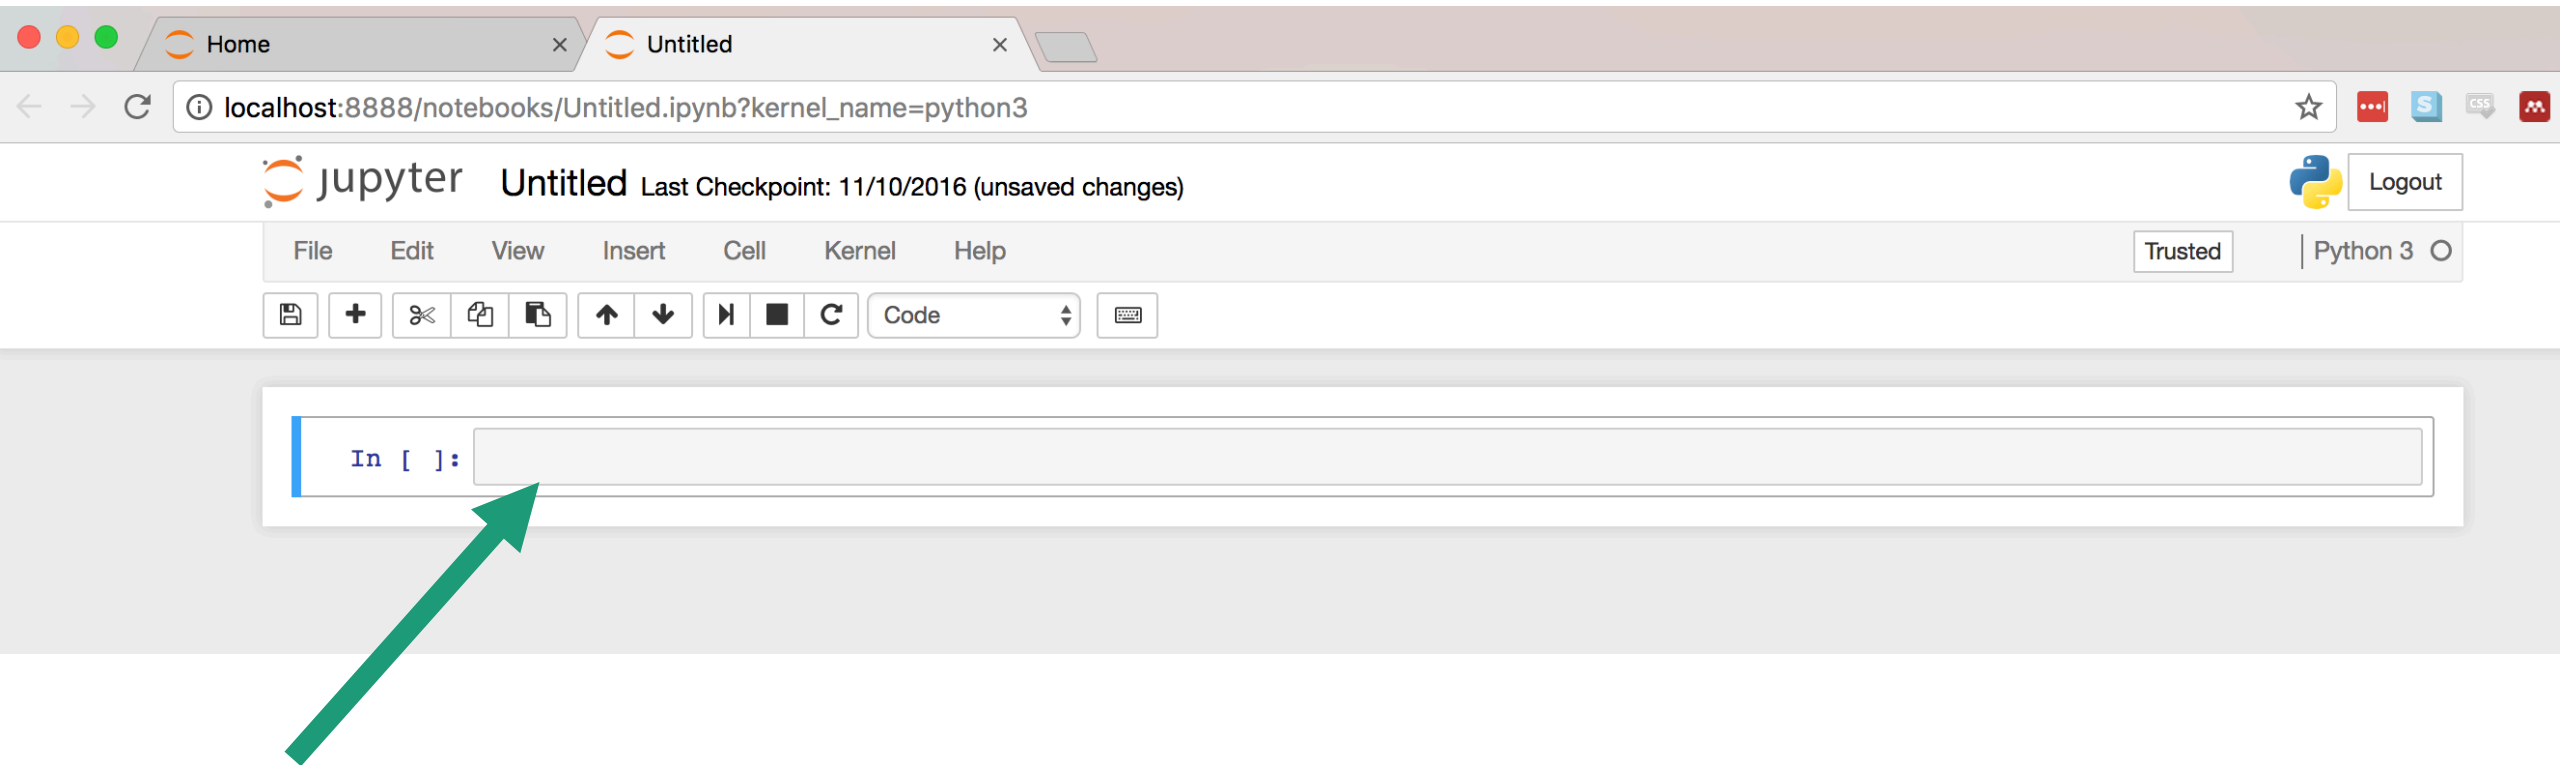 Home
Untitled
localhost:8888/notebooks/Untitled.ipynb?kernel_name=python3
S
CSS
jupyter Untitled Last Checkpoint: 11/10/2016 (unsaved changes)
Logout
File Edit View Insert Cell Kernel Help Trusted Python 3
Code
In [ ]: